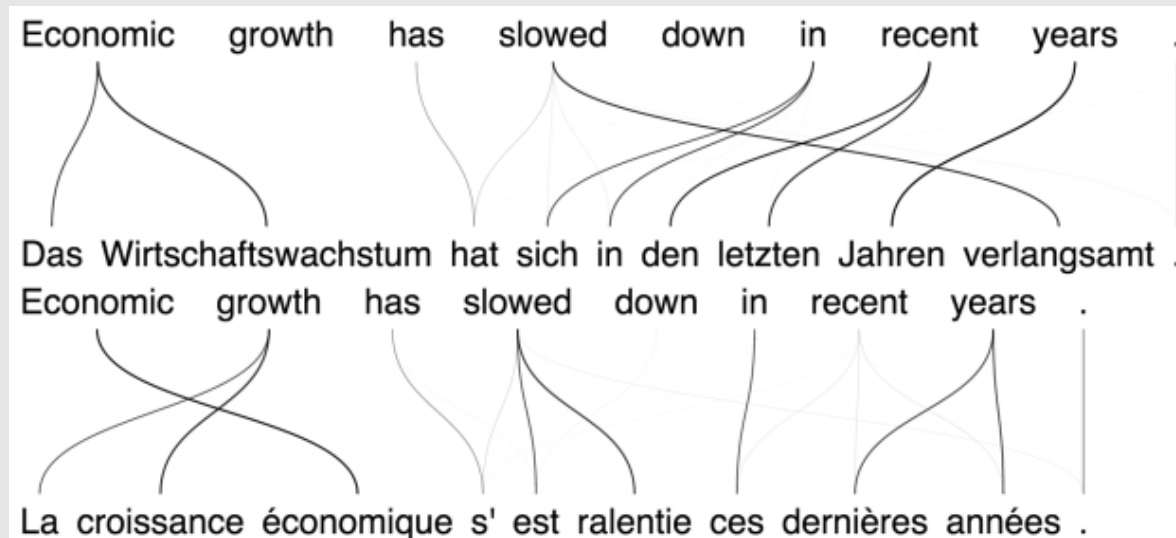 Economic growth has slowed down in recent years .
Das Wirtschaftswachstum hat sich in den letzten Jahren verlangsamt .
Economic growth has slowed down in recent years .
La croissance économique s' est ralentie ces dernières années .